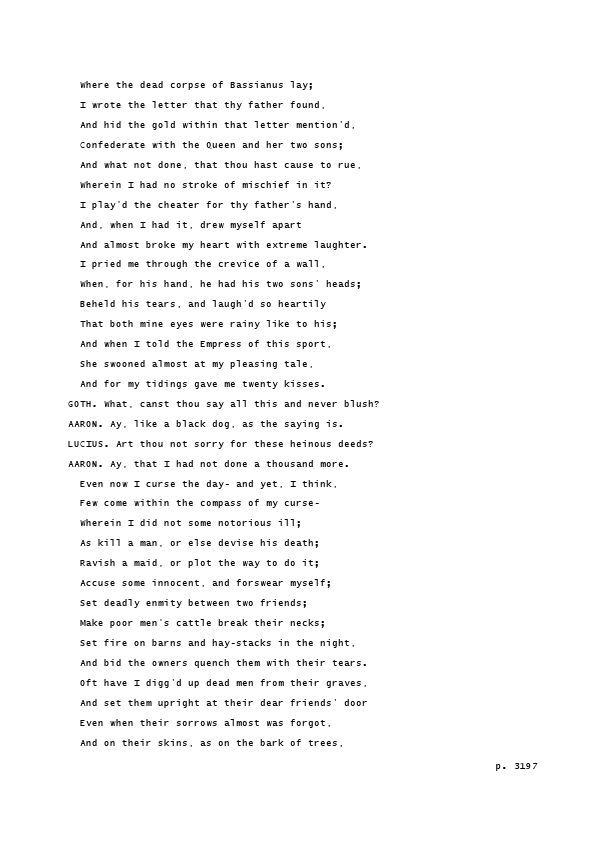 Where the dead corpse of Bassianus lay;
I wrote the letter that thy father found,
And hid the gold within that letter mention'd,
Confederate with the Queen and her two sons;
And what not done, that thou hast cause to rue,
Wherein I had no stroke of mischief in it?
I play'd the cheater for thy father's hand,
And, when I had it, drew myself apart
And almost broke my heart with extreme laughter.
I pried me through the crevice of a wall,
When, for his hand, he had his two sons' heads;
Beheld his tears, and laugh'd so heartily
That both mine eyes were rainy like to his;
And when I told the Empress of this sport,
She swooned almost at my pleasing tale,
And for my tidings gave me twenty kisses.
GOTH. What, canst thou say all this and never blush?
AARON. Ay, like a black dog, as the saying is.
LUCIUS. Art thou not sorry for these heinous deeds?
AARON. Ay, that I had not done a thousand more.
Even now I curse the day- and yet, I think,
Few come within the compass of my curse-
Wherein I did not some notorious ill;
As kill a man, or else devise his death;
Ravish a maid, or plot the way to do it;
Accuse some innocent, and forswear myself;
Set deadly enmity between two friends;
Make poor men's cattle break their necks;
Set fire on barns and hay-stacks in the night,
And bid the owners quench them with their tears.
Oft have I digg'd up dead men from their graves,
And set them upright at their dear friends' door
Even when their sorrows almost was forgot,
And on their skins, as on the bark of trees,
p. 3197